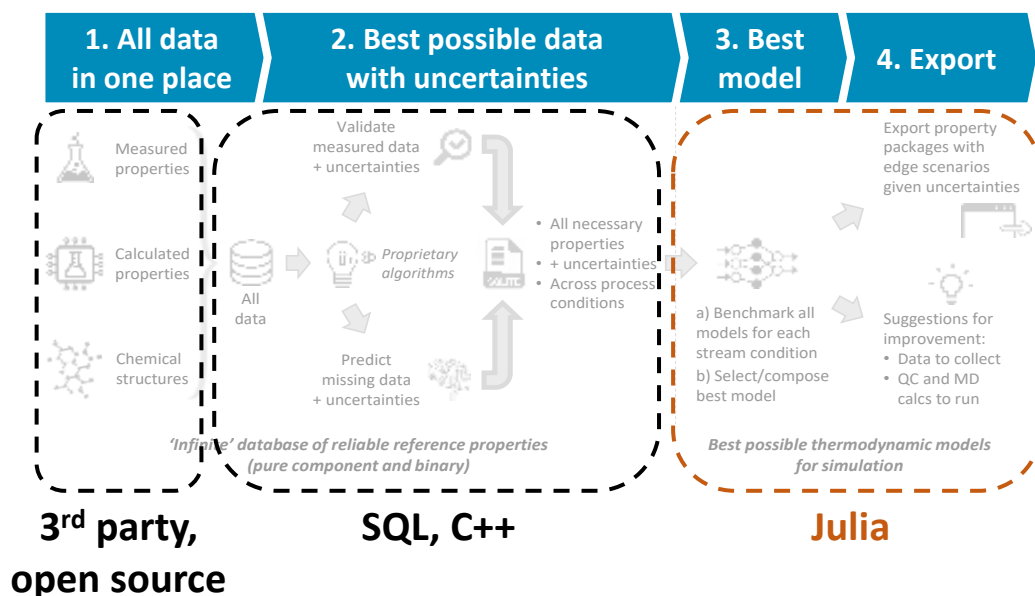 1. All data
in one place
2. Best possible data
with uncertainties
3. Best
model
4. Export
Measured
properties
Calculated
properties
Chemical
structures
All
data
Validate
measured data
+ uncertainties
Proprietary
algorithms
Predict
missing data
+ uncertainties
• All necessary
properties
• + uncertainties
• Across process
conditions
'Infinite' database of reliable reference properties
(pure component and binary)
a) Benchmark all
models for each
stream condition
b) Select/compose
best model
Export property
packages with
edge scenarios
given uncertainties
Suggestions for
improvement:
• Data to collect
• QC and MD
calcs to run
Best possible thermodynamic models
for simulation
3rd party,
open source
SQL, C++
Julia